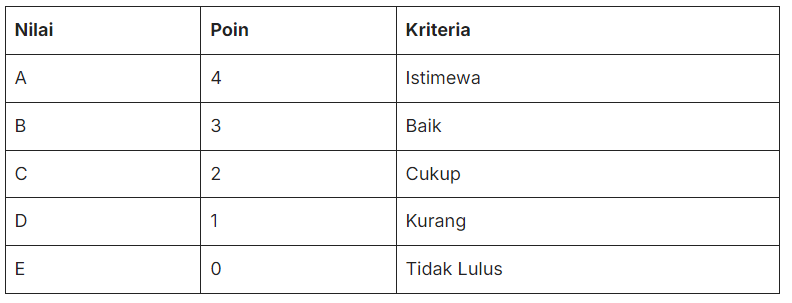 Nilai Poin Kriteria
A 4 Istimewa
B 3 Baik
C 2 Cukup
D 1 Kurang
E 0 Tidak Lulus